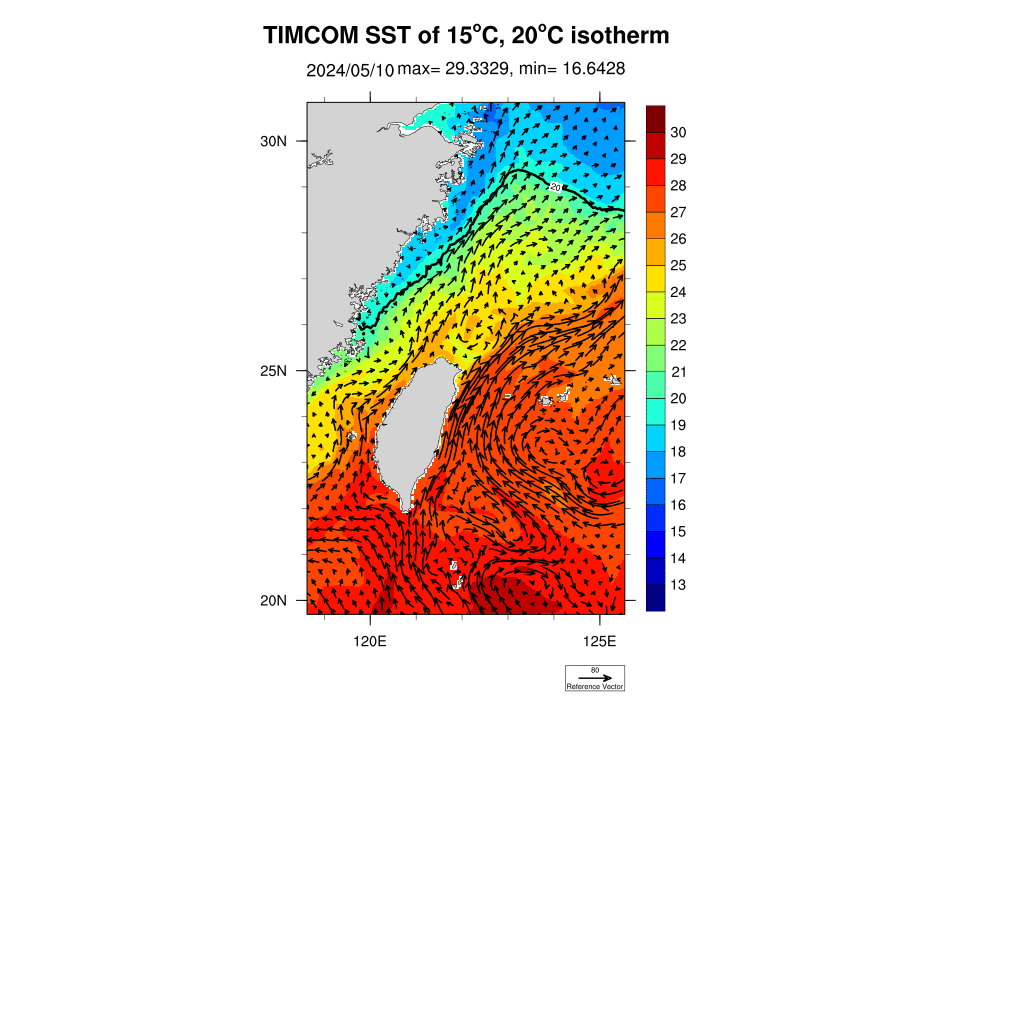 TIMCOM SST of 15°C, 20°C isotherm
2024/05/10 max= 29.3329, min= 16.6428
30N
25N
20N
120E
125E
20
30
29
28
27
26
25
24
23
22
21
20
19
18
17
16
15
14
13
80
Reference Vector